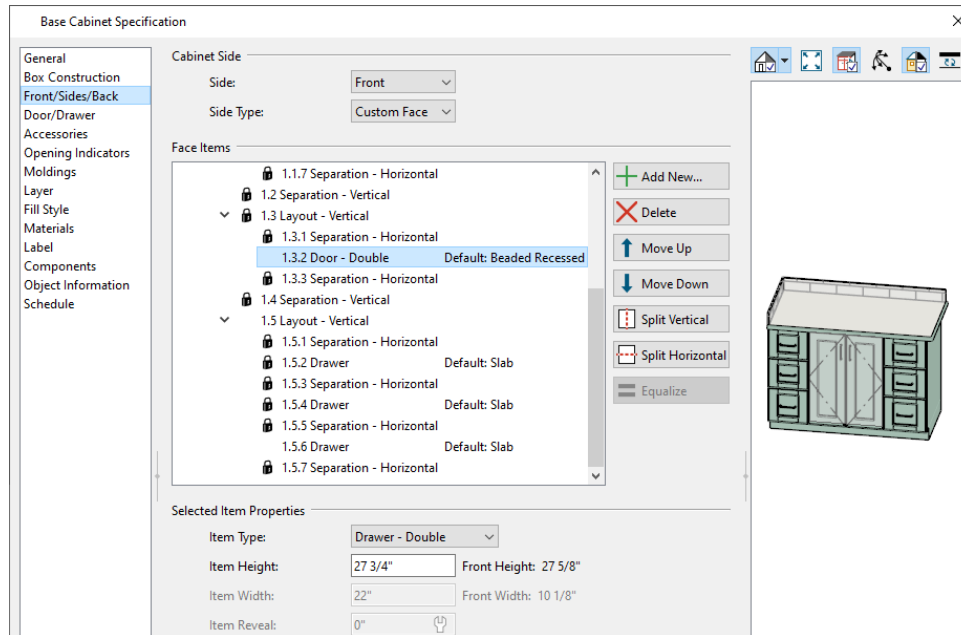 Base Cabinet Specification
General
Box Construction
Front/Sides/Back
Door/Drawer
Accessories
Opening Indicators
Moldings
Layer
Fill Style
Materials
Label
Components
Object Information
Schedule
Cabinet Side
Side: Front
Side Type: Custom Face
Face Items
1.1.7 Separation - Horizontal
1.2 Separation - Vertical
1.3 Layout - Vertical
1.3.1 Separation - Horizontal
1.3.2 Door - Double Default: Beaded Recessed
1.3.3 Separation - Horizontal
1.4 Separation - Vertical
1.5 Layout - Vertical
1.5.1 Separation - Horizontal
1.5.2 Drawer Default: Slab
1.5.3 Separation - Horizontal
1.5.4 Drawer Default: Slab
1.5.5 Separation - Horizontal
1.5.6 Drawer Default: Slab
1.5.7 Separation - Horizontal
Add New...
Delete
Move Up
Move Down
Split Vertical
Split Horizontal
Equalize
Selected Item Properties
Item Type: Drawer - Double
Item Height: 27 3/4" Front Height: 27 5/8"
Item Width: 22" Front Width: 10 1/8"
Item Reveal: 0"